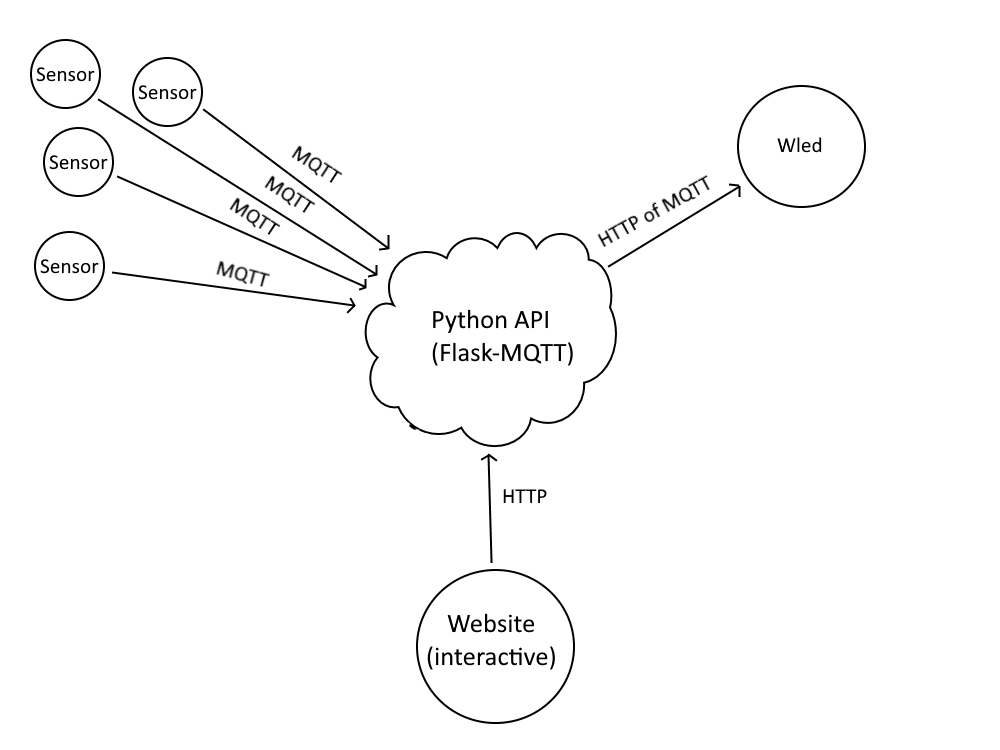 Sensor
Sensor
Sensor
Sensor
MQTT
MQTT
MQTT
MQTT
Python API
(Flask-MQTT)
HTTP of MQTT
Wled
HTTP
Website
(interactive)